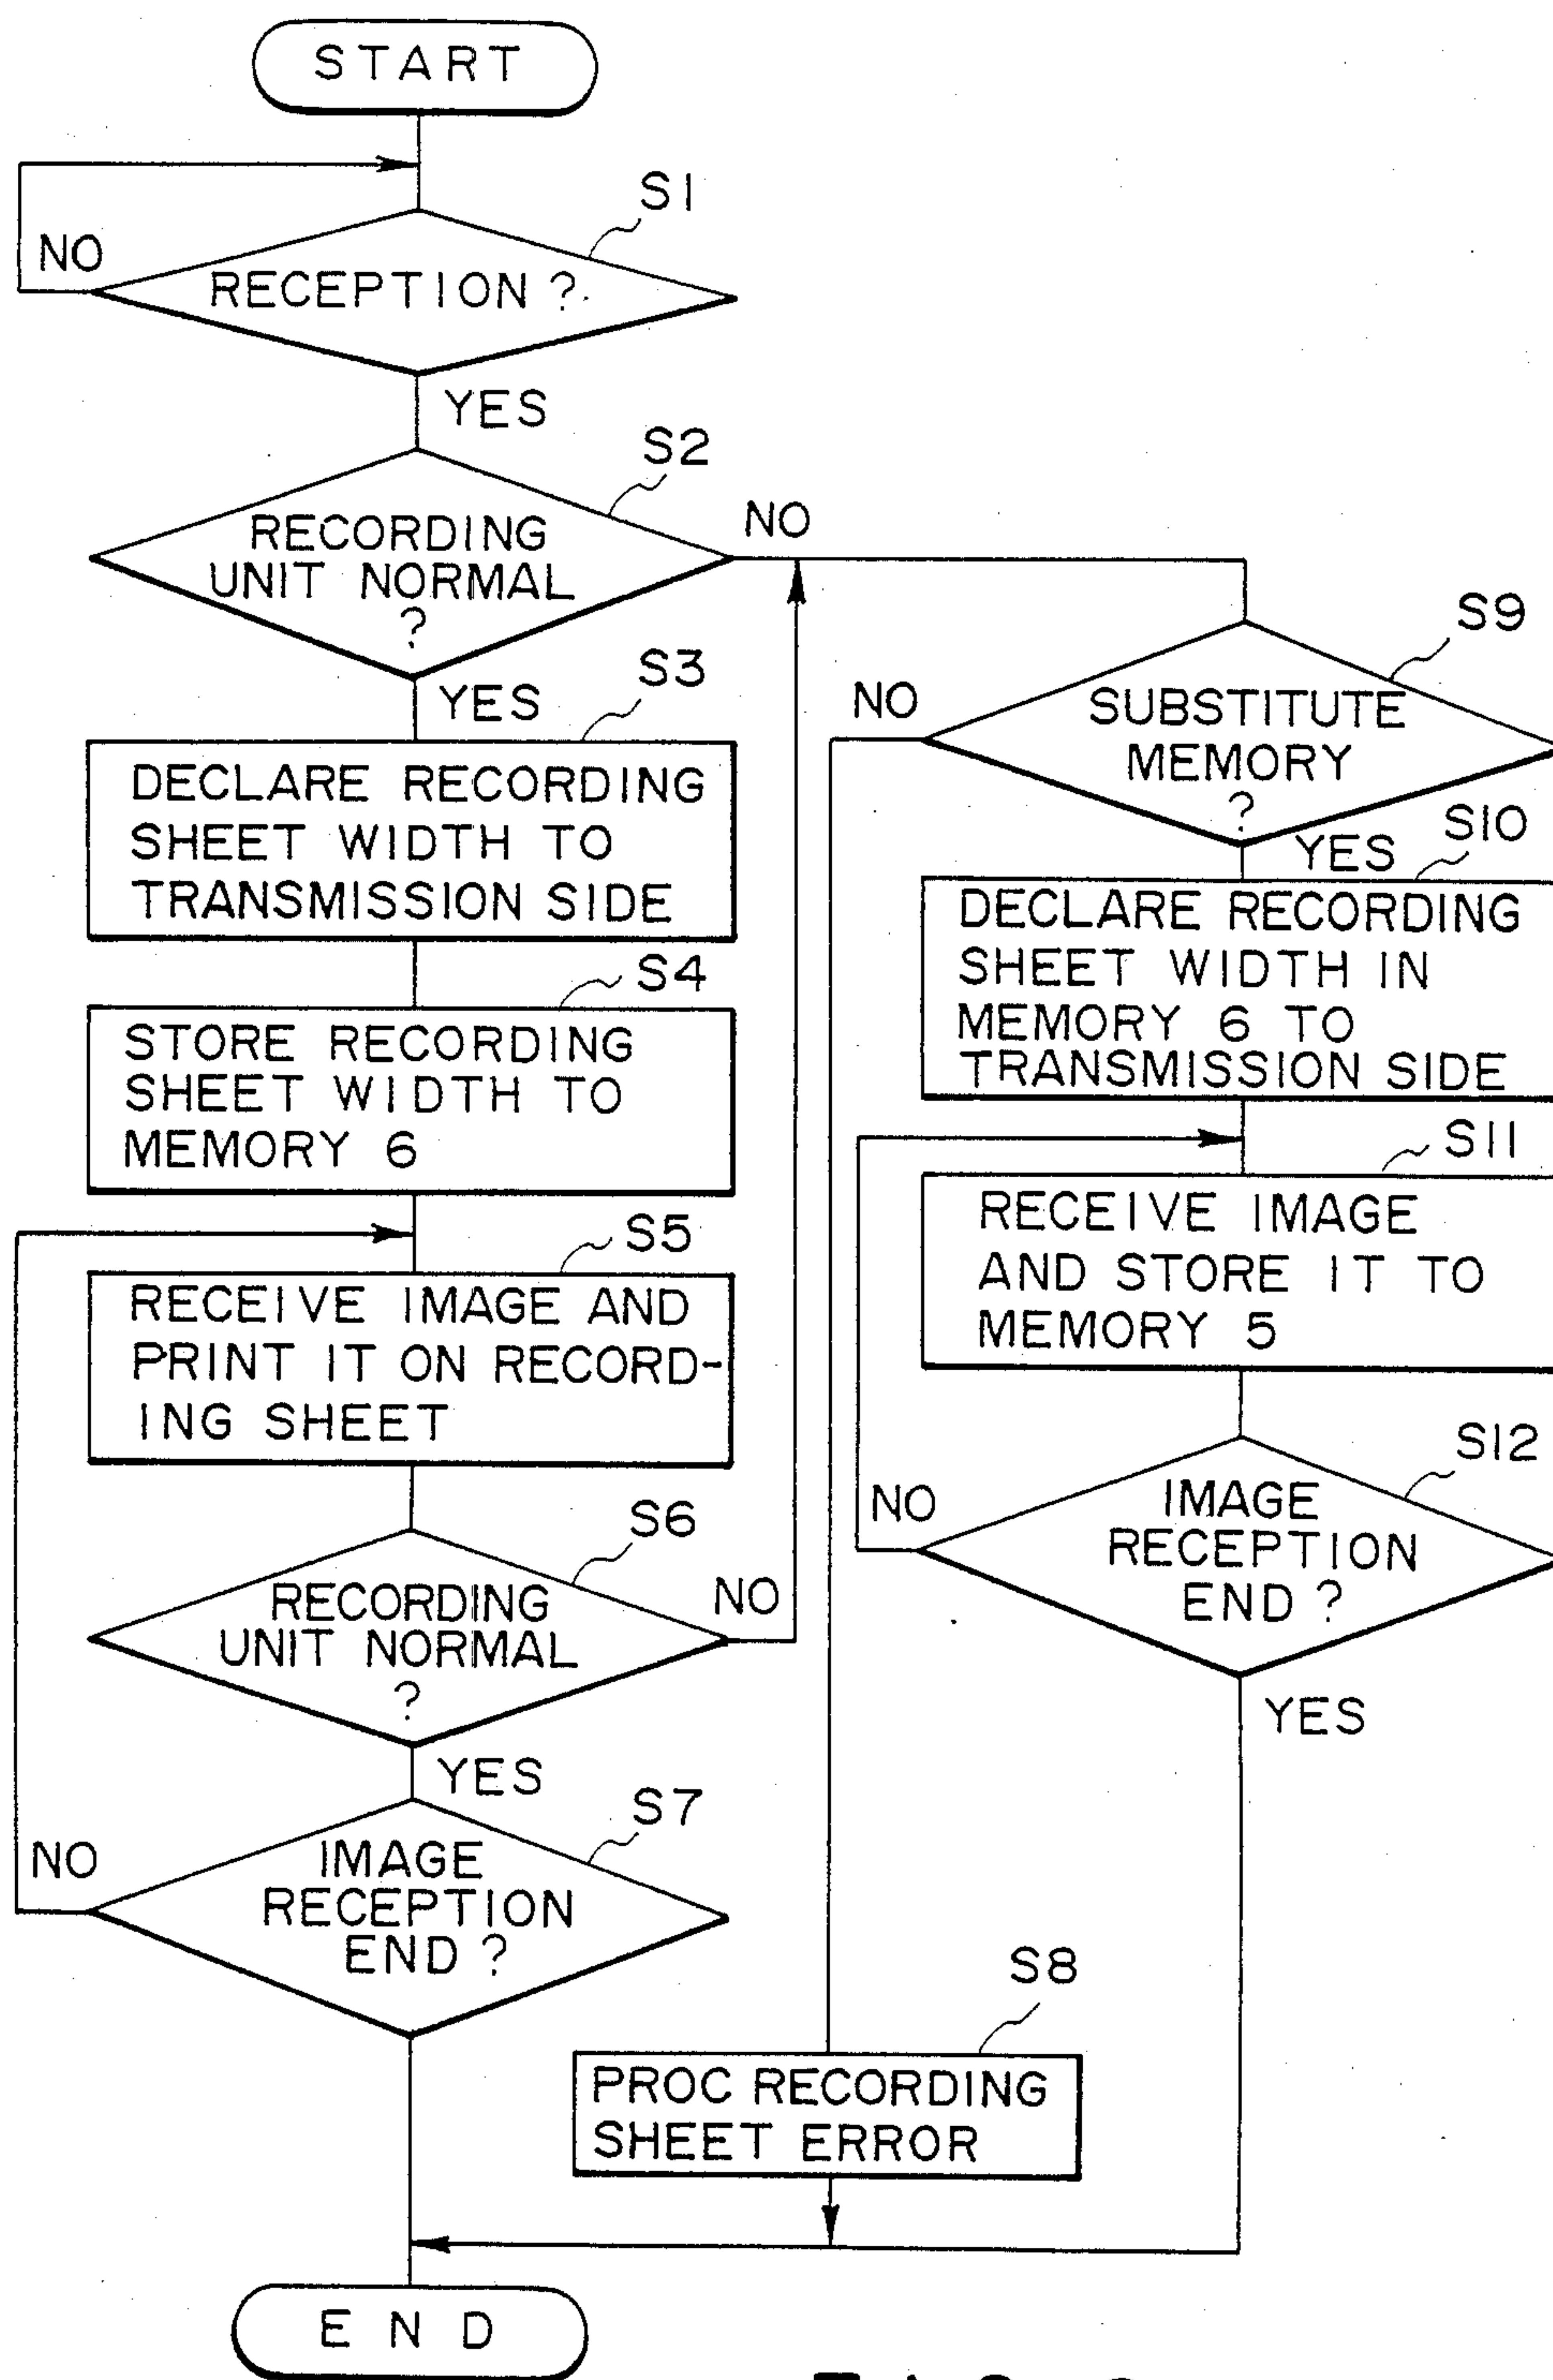 START
S1
NO
RECEPTION ?
YES
S2
NO
RECORDING
UNIT NORMAL
?
S3
YES
DECLARE RECORDING
SHEET WIDTH TO
TRANSMISSION SIDE
S4
STORE RECORDING
SHEET WIDTH TO
MEMORY 6
S5
RECEIVE IMAGE AND
PRINT IT ON RECORD-
ING SHEET
S6
NO
RECORDING
UNIT NORMAL
?
YES
S7
NO
IMAGE
RECEPTION
END ?
S9
NO
SUBSTITUTE
MEMORY
?
S10
YES
DECLARE RECORDING
SHEET WIDTH IN
MEMORY 6 TO
TRANSMISSION SIDE
S11
RECEIVE IMAGE
AND STORE IT TO
MEMORY 5
S12
NO
IMAGE
RECEPTION
END ?
YES
S8
PROC RECORDING
SHEET ERROR
END